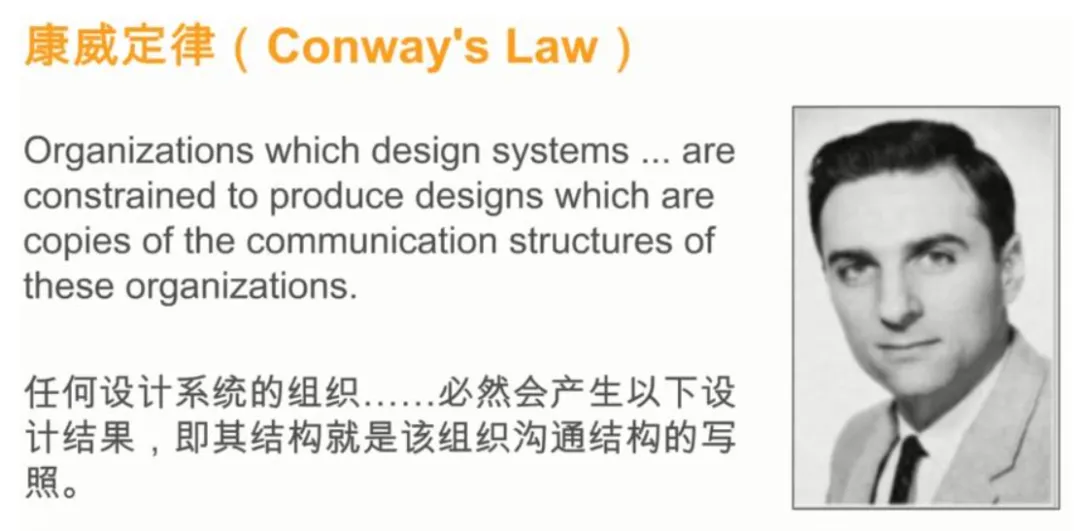 康威定律（Conway's Law）
Organizations which design systems ... are
constrained to produce designs which are
copies of the communication structures of
these organizations.
任何设计系统的组织……必然会产生以下设
计结果，即其结构就是该组织沟通结构的写
照。